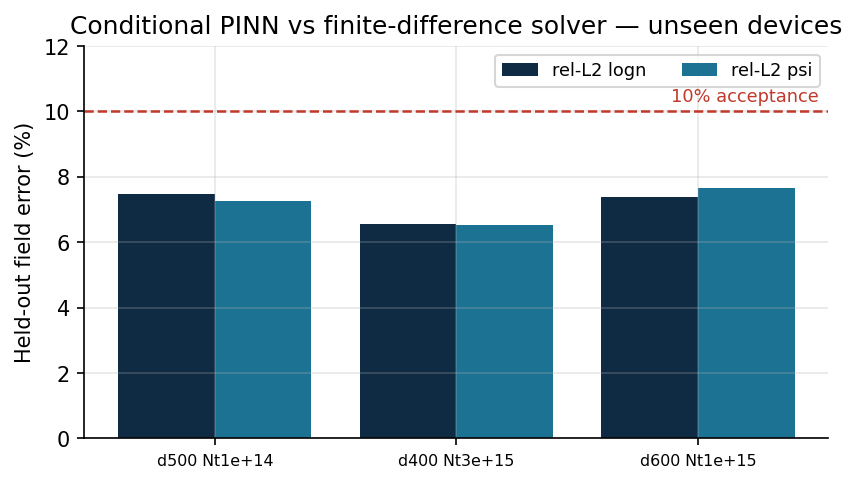 Conditional PINN vs finite-difference solver — unseen devices
rel-L2 logn
rel-L2 psi
10% acceptance
Held-out field error (%)
12
10
8
6
4
2
0
d500 Nt1e+14
d400 Nt3e+15
d600 Nt1e+15